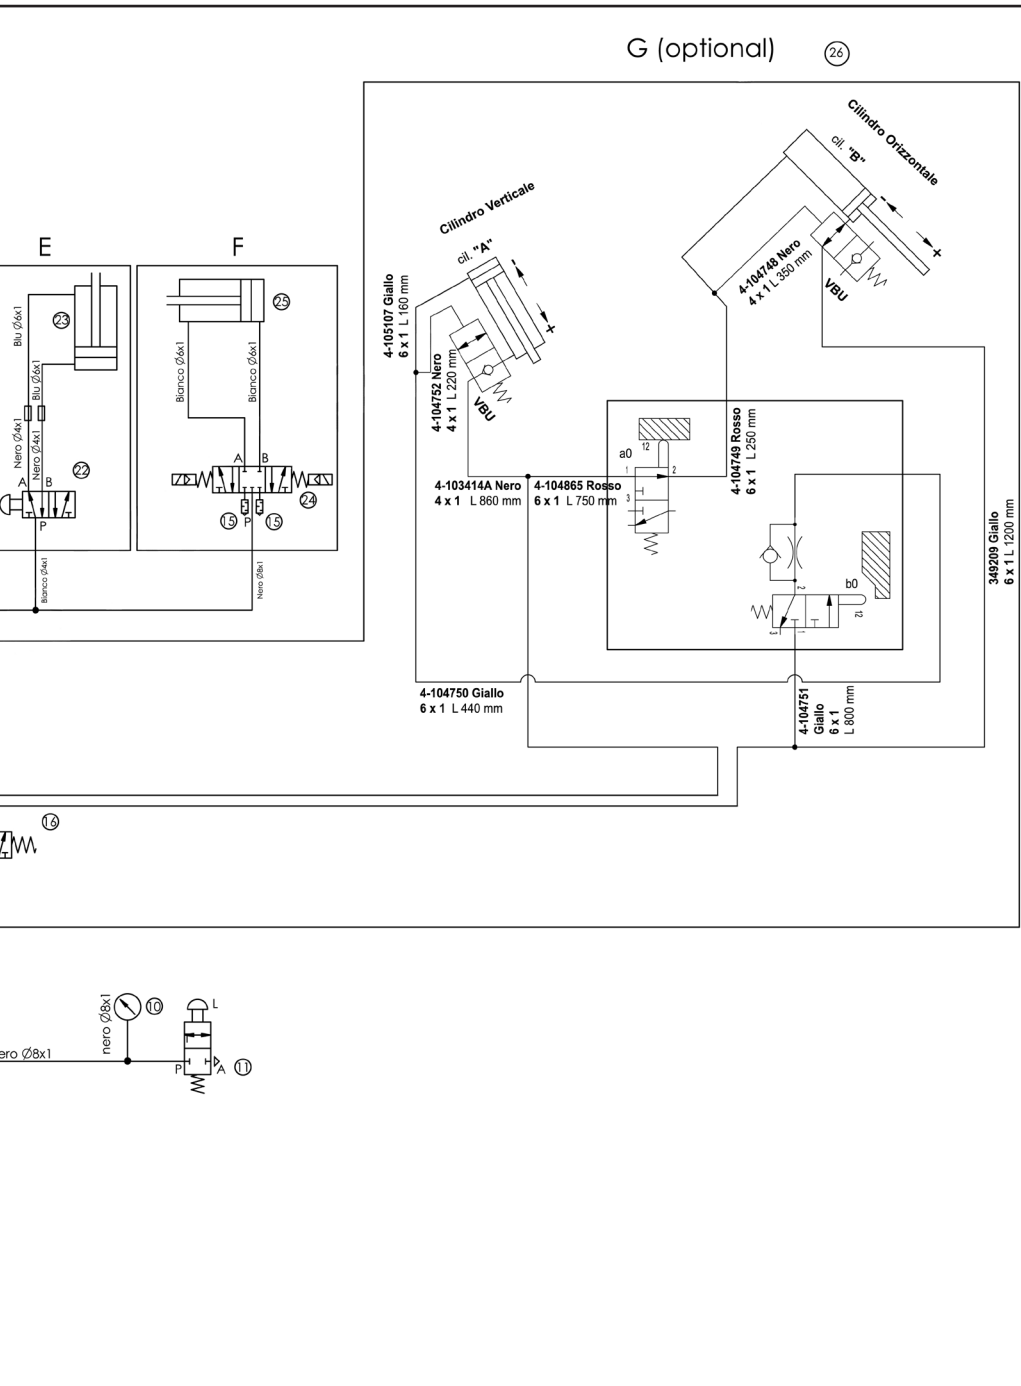 G (optional)
26
Cilindro Orizzontale
cil. "B"
-
+
4-104748 Nero
4 x 1 L 350 mm
VBU
Cilindro Verticale
cil. "A"
-
+
4-105107 Giallo
6 x 1 L 160 mm
4-104752 Nero
4 x 1 L 220 mm
VBU
E
F
23
25
Blu Ø6x1
Blu Ø6x1
Bianco Ø6x1
Bianco Ø6x1
Nero Ø4x1
Nero Ø4x1
22
A B
P
A B
24
15
P
15
Bianco Ø4x1
Nero Ø8x1
4-104749 Rosso
6 x 1 L 250 mm
a0
12
1
2
3
4-103414A Nero
4 x 1 L 860 mm
4-104865 Rosso
6 x 1 L 750 mm
b0
2
12
3
1
349209 Giallo
6 x 1 L 1200 mm
4-104750 Giallo
6 x 1 L 440 mm
4-104751
Giallo
6 x 1
L 800 mm
16
nero Ø8x1
10
L
ero Ø8x1
P
A
11